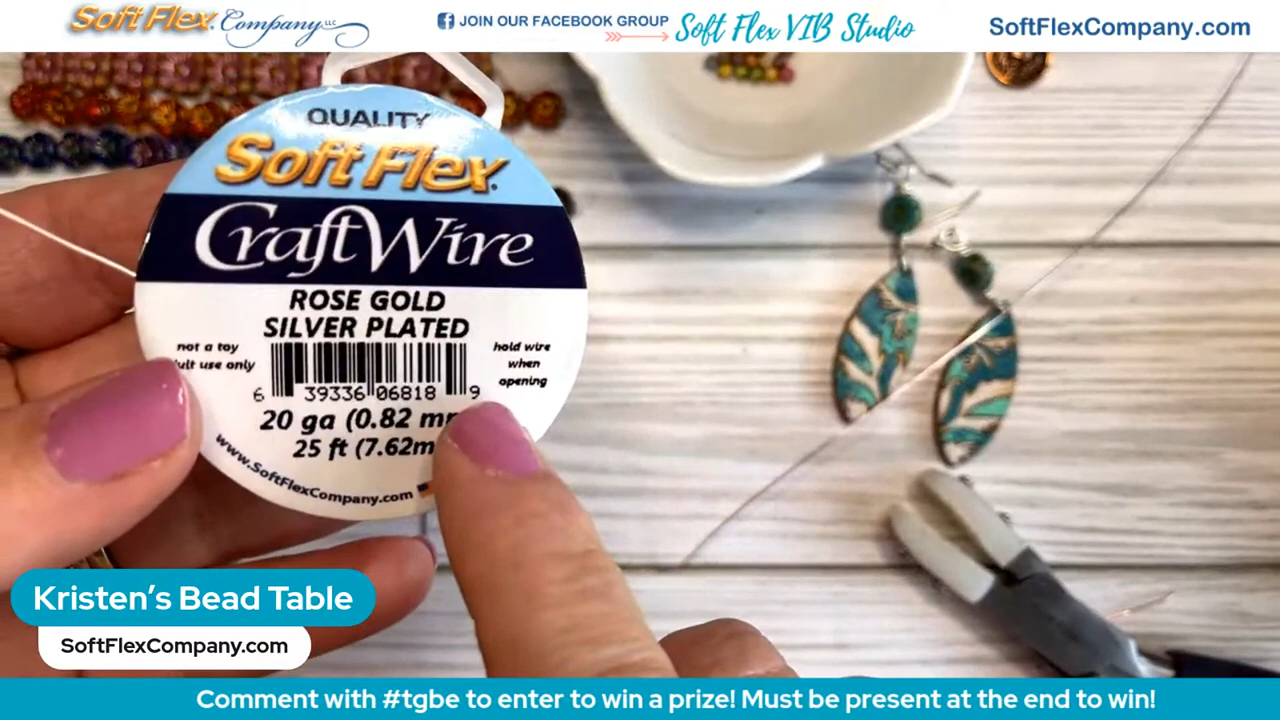 Soft Flex Company LLC
JOIN OUR FACEBOOK GROUP
Soft Flex VIB Studio
SoftFlexCompany.com
QUALITY
Soft Flex
CraftWire
ROSE GOLD
SILVER PLATED
not a toy
use only
hold wire
when
opening
6 39336 06818 9
20 ga (0.82
25 ft (7.62m
www.SoftFlexCompany.com
Kristen's Bead Table
SoftFlexCompany.com
Comment with #tgbe to enter to win a prize! Must be present at the end to win!